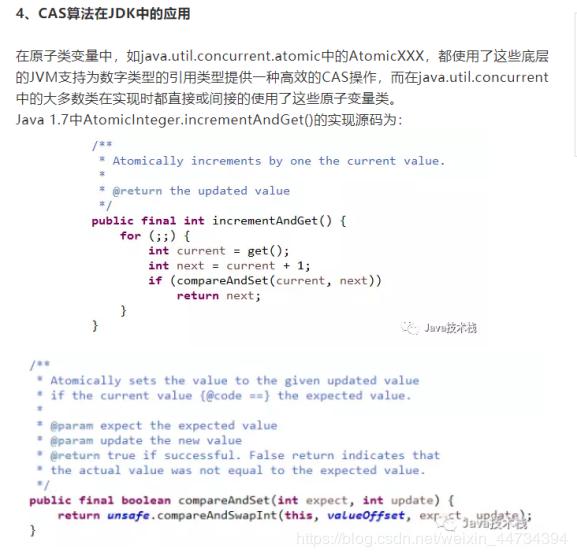 4、CAS算法在JDK中的应用
在原子类变量中，如java.util.concurrent.atomic中的AtomicXXX，都使用了这些底层
的JVM支持为数字类型的引用类型提供一种高效的CAS操作，而在java.util.concurrent
中的大多数类在实现时都直接或间接的使用了这些原子变量类。
Java 1.7中AtomicInteger.incrementAndGet()的实现源码为：
/**
 * Atomically increments by one the current value.
 *
 * @return the updated value
 */
public final int incrementAndGet() {
    for (;;) {
        int current = get();
        int next = current + 1;
        if (compareAndSet(current, next))
            return next;
    }
}
Java技术栈
/**
 * Atomically sets the value to the given updated value
 * if the current value {@code ==} the expected value.
 *
 * @param expect the expected value
 * @param update the new value
 * @return true if successful. False return indicates that
 * the actual value was not equal to the expected value.
 */
public final boolean compareAndSet(int expect, int update) {
    return unsafe.compareAndSwapInt(this, valueOffset, expect, update);
}
Java技术栈
https://blog.csdn.net/weixin_44734394